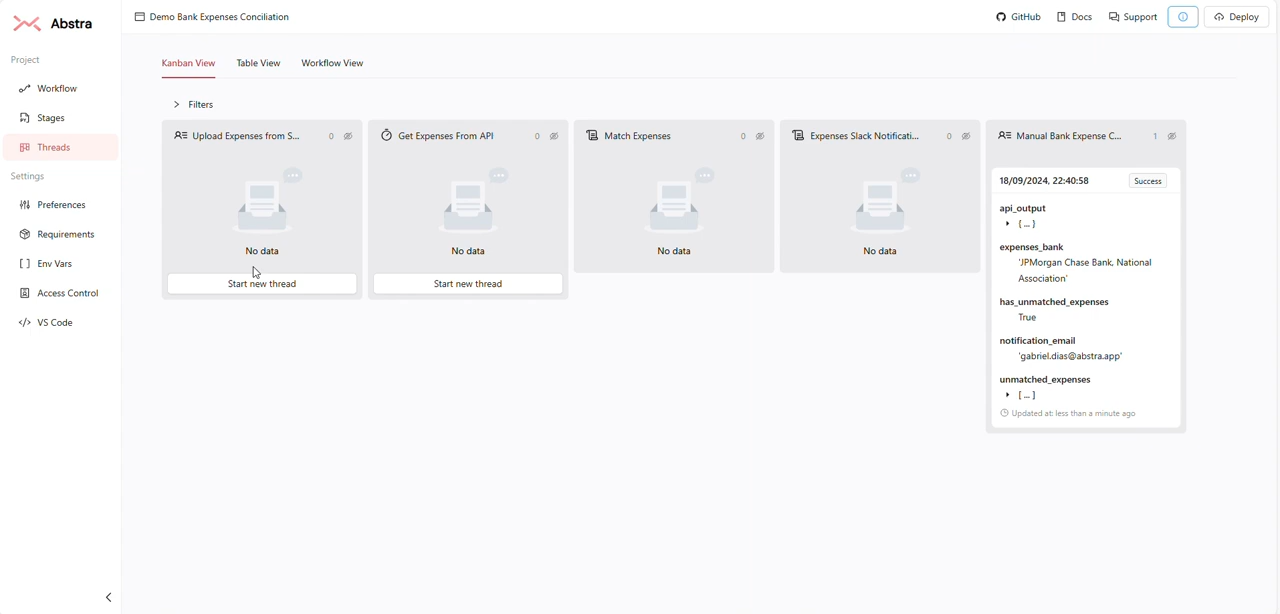 Abstra
Demo Bank Expenses Conciliation
GitHub
Docs
Support
Deploy
Project
Workflow
Stages
Threads
Settings
Preferences
Requirements
Env Vars
Access Control
VS Code
Kanban View
Table View
Workflow View
Filters
Upload Expenses from S... 0
No data
Start new thread
Get Expenses From API 0
No data
Start new thread
Match Expenses 0
No data
Expenses Slack Notificati... 0
No data
Manual Bank Expense C... 1
18/09/2024, 22:40:58 Success
api_output
{ ... }
expenses_bank
'JPMorgan Chase Bank, National
Association'
has_unmatched_expenses
True
notification_email
'gabriel.dias@abstra.app'
unmatched_expenses
[ ... ]
Updated at: less than a minute ago